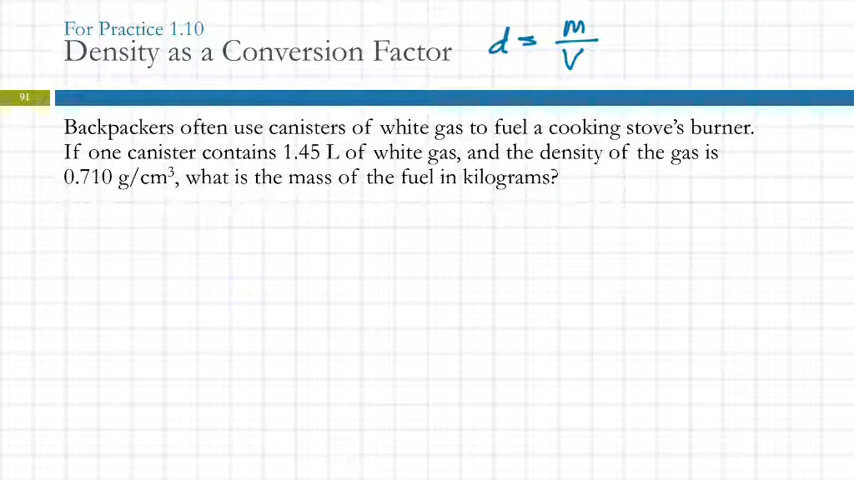 For Practice 1.10
Density as a Conversion Factor
d = m/V
91
Backpackers often use canisters of white gas to fuel a cooking stove's burner.
If one canister contains 1.45 L of white gas, and the density of the gas is
0.710 g/cm³, what is the mass of the fuel in kilograms?